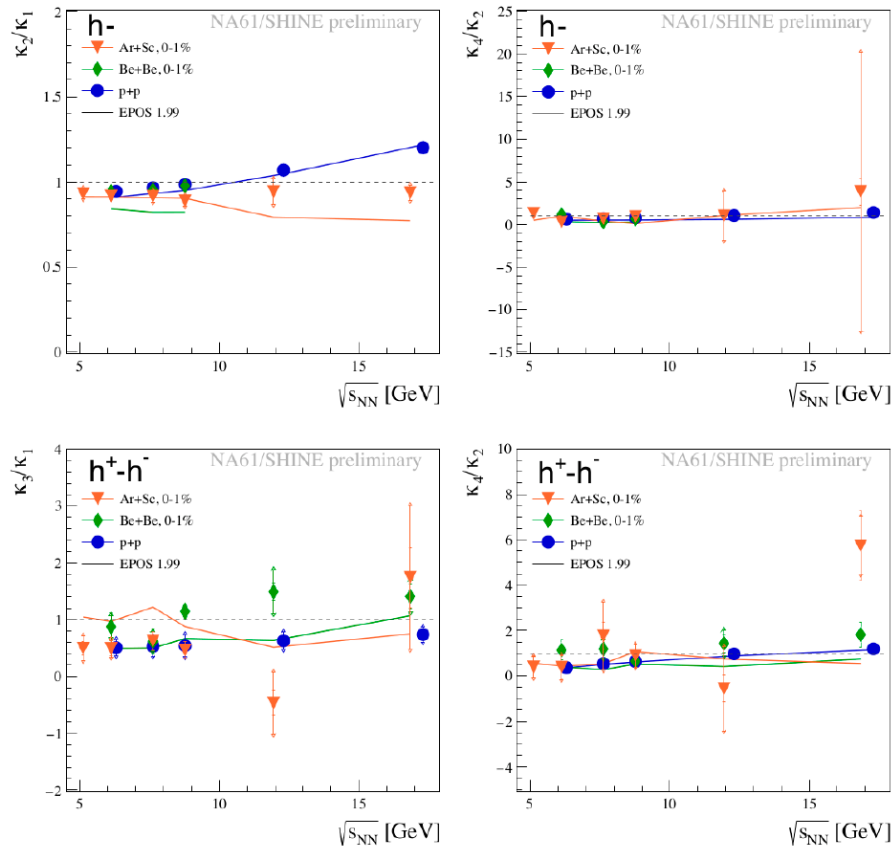 NA61/SHINE preliminary
h-
κ2/κ1
Ar+Sc, 0-1%
Be+Be, 0-1%
p+p
EPOS 1.99
2
1.5
1
0.5
0
5
10
15
√sNN [GeV]
NA61/SHINE preliminary
h-
κ4/κ2
Ar+Sc, 0-1%
Be+Be, 0-1%
p+p
EPOS 1.99
25
20
15
10
5
0
−5
−10
−15
5
10
15
√sNN [GeV]
NA61/SHINE preliminary
h⁺-h⁻
κ3/κ1
Ar+Sc, 0-1%
Be+Be, 0-1%
p+p
EPOS 1.99
4
3
2
1
0
−1
−2
5
10
15
√sNN [GeV]
NA61/SHINE preliminary
h⁺-h⁻
κ4/κ2
Ar+Sc, 0-1%
Be+Be, 0-1%
p+p
EPOS 1.99
10
8
6
4
2
0
−2
−4
5
10
15
√sNN [GeV]